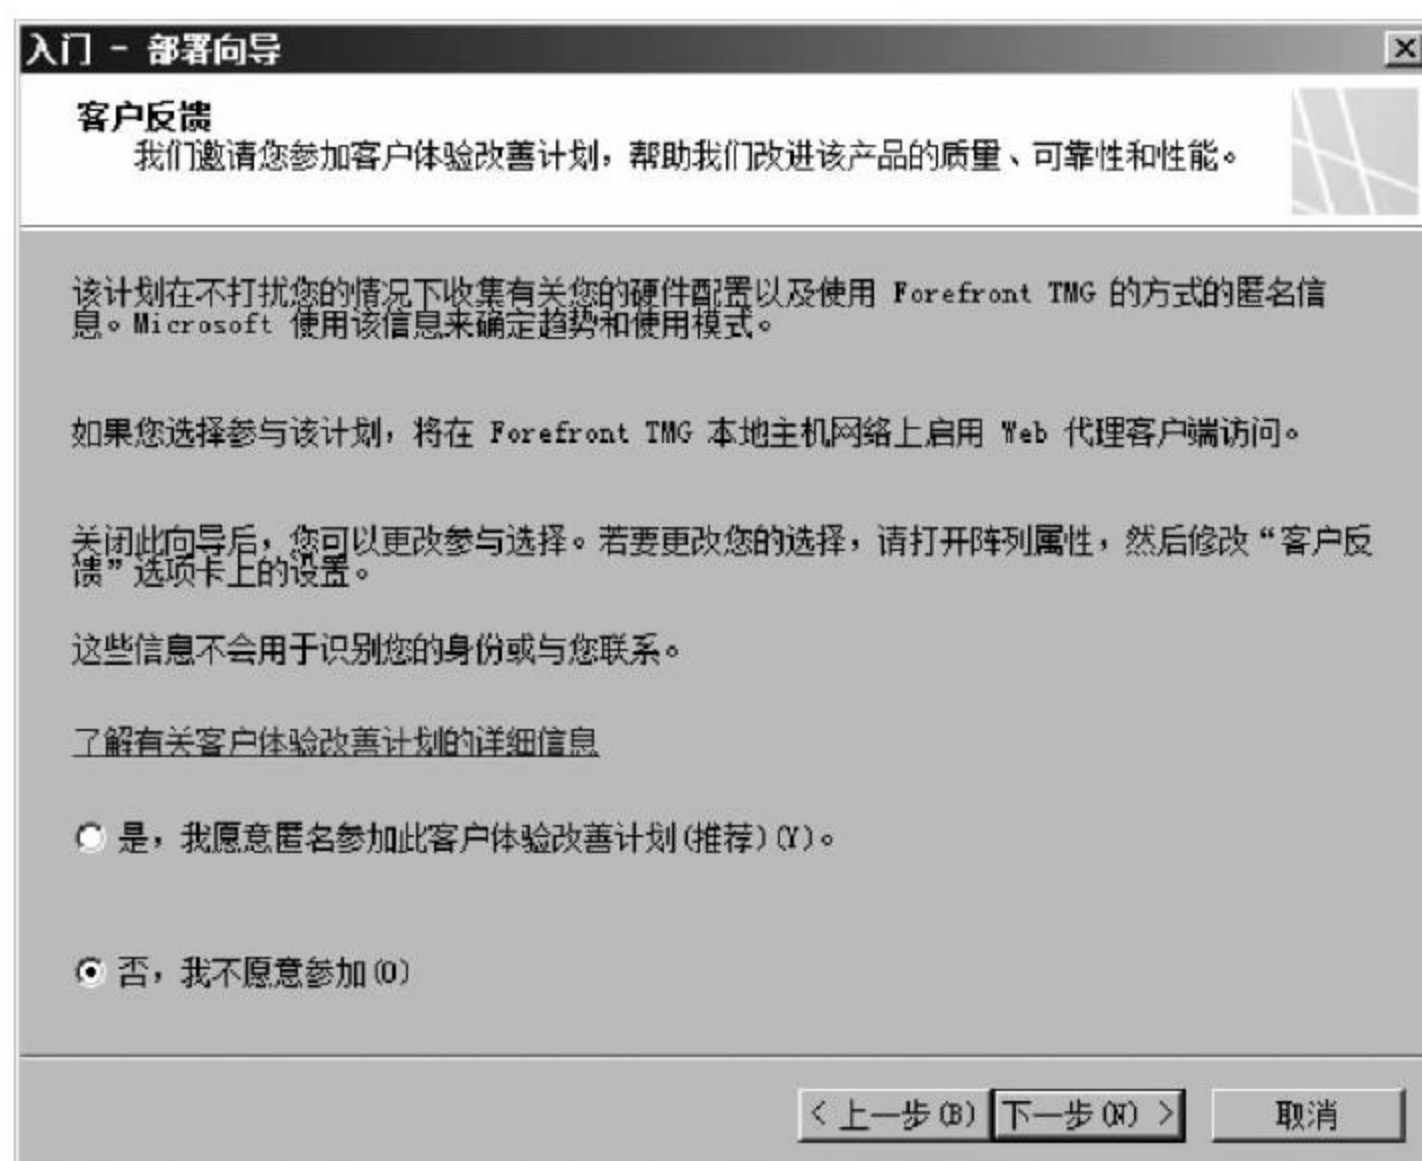 入门 - 部署向导
客户反馈
我们邀请您参加客户体验改善计划，帮助我们改进该产品的质量、可靠性和性能。
该计划在不打扰您的情况下收集有关您的硬件配置以及使用 Forefront TMG 的方式的匿名信
息。Microsoft 使用该信息来确定趋势和使用模式。
如果您选择参与该计划，将在 Forefront TMG 本地主机网络上启用 Web 代理客户端访问。
关闭此向导后，您可以更改参与选择。若要更改您的选择，请打开阵列属性，然后修改“客户反
馈”选项卡上的设置。
这些信息不会用于识别您的身份或与您联系。
了解有关客户体验改善计划的详细信息
是，我愿意匿名参加此客户体验改善计划(推荐)(Y)。
否，我不愿意参加(O)
< 上一步(B) 下一步(N) > 取消